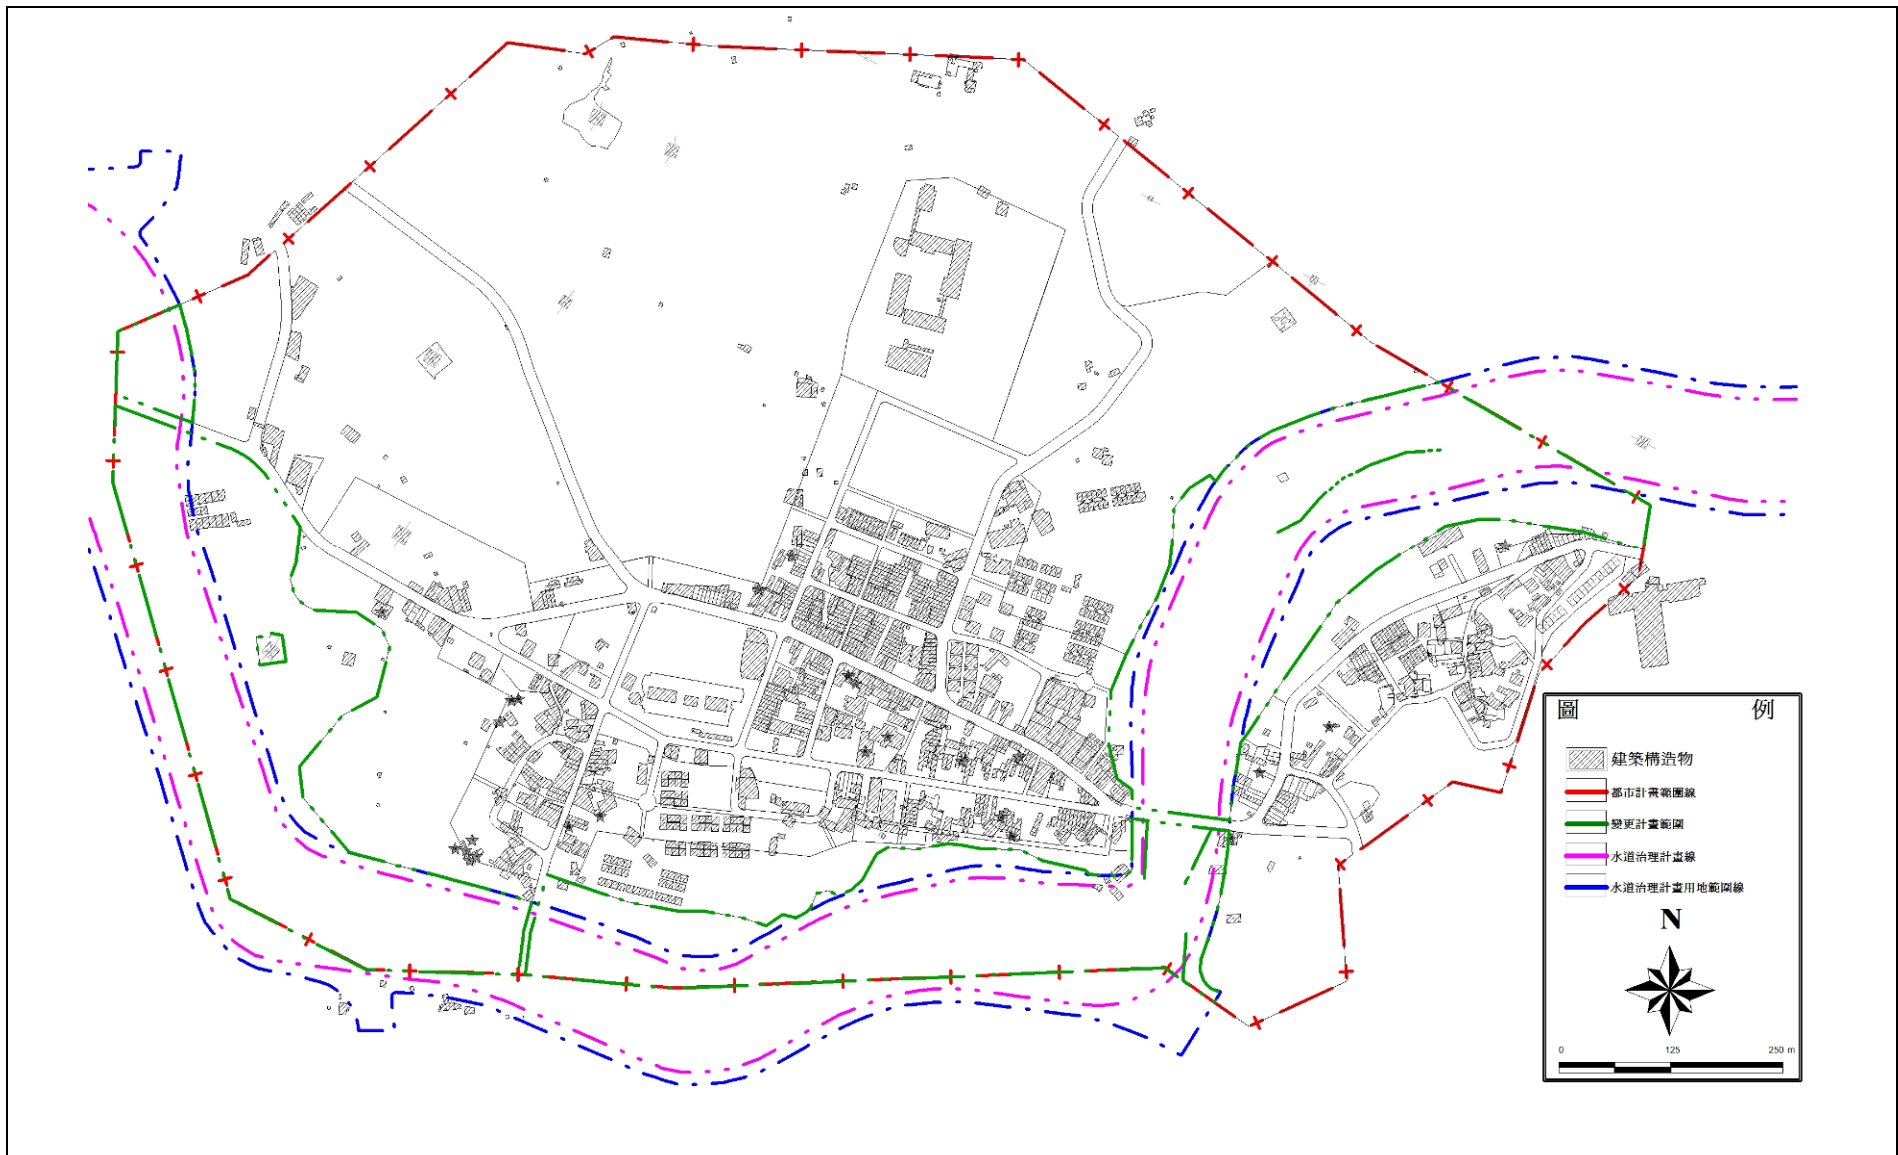 圖 例
建築構造物
都市計畫範圍線
變更計畫範圍
水道治理計畫線
水道治理計畫用地範圍線
N
0 125 250 m